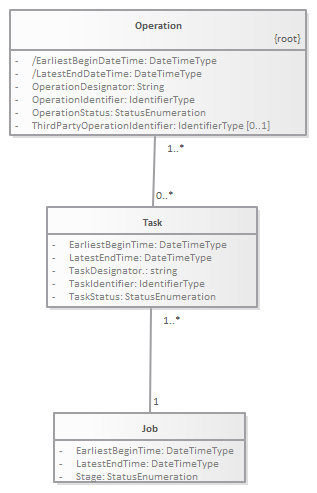 Operation
{root}
- /EarliestBeginDateTime: DateTimeType
- /LatestEndDateTime: DateTimeType
- OperationDesignator: String
- OperationIdentifier: IdentifierType
- OperationStatus: StatusEnumeration
- ThirdPartyOperationIdentifier: IdentifierType [0..1]
1..*
0..*
Task
- EarliestBeginTime: DateTimeType
- LatestEndTime: DateTimeType
- TaskDesignator.: string
- TaskIdentifier: IdentifierType
- TaskStatus: StatusEnumeration
1..*
1
Job
- EarliestBeginTime: DateTimeType
- LatestEndTime: DateTimeType
- Stage: StatusEnumeration